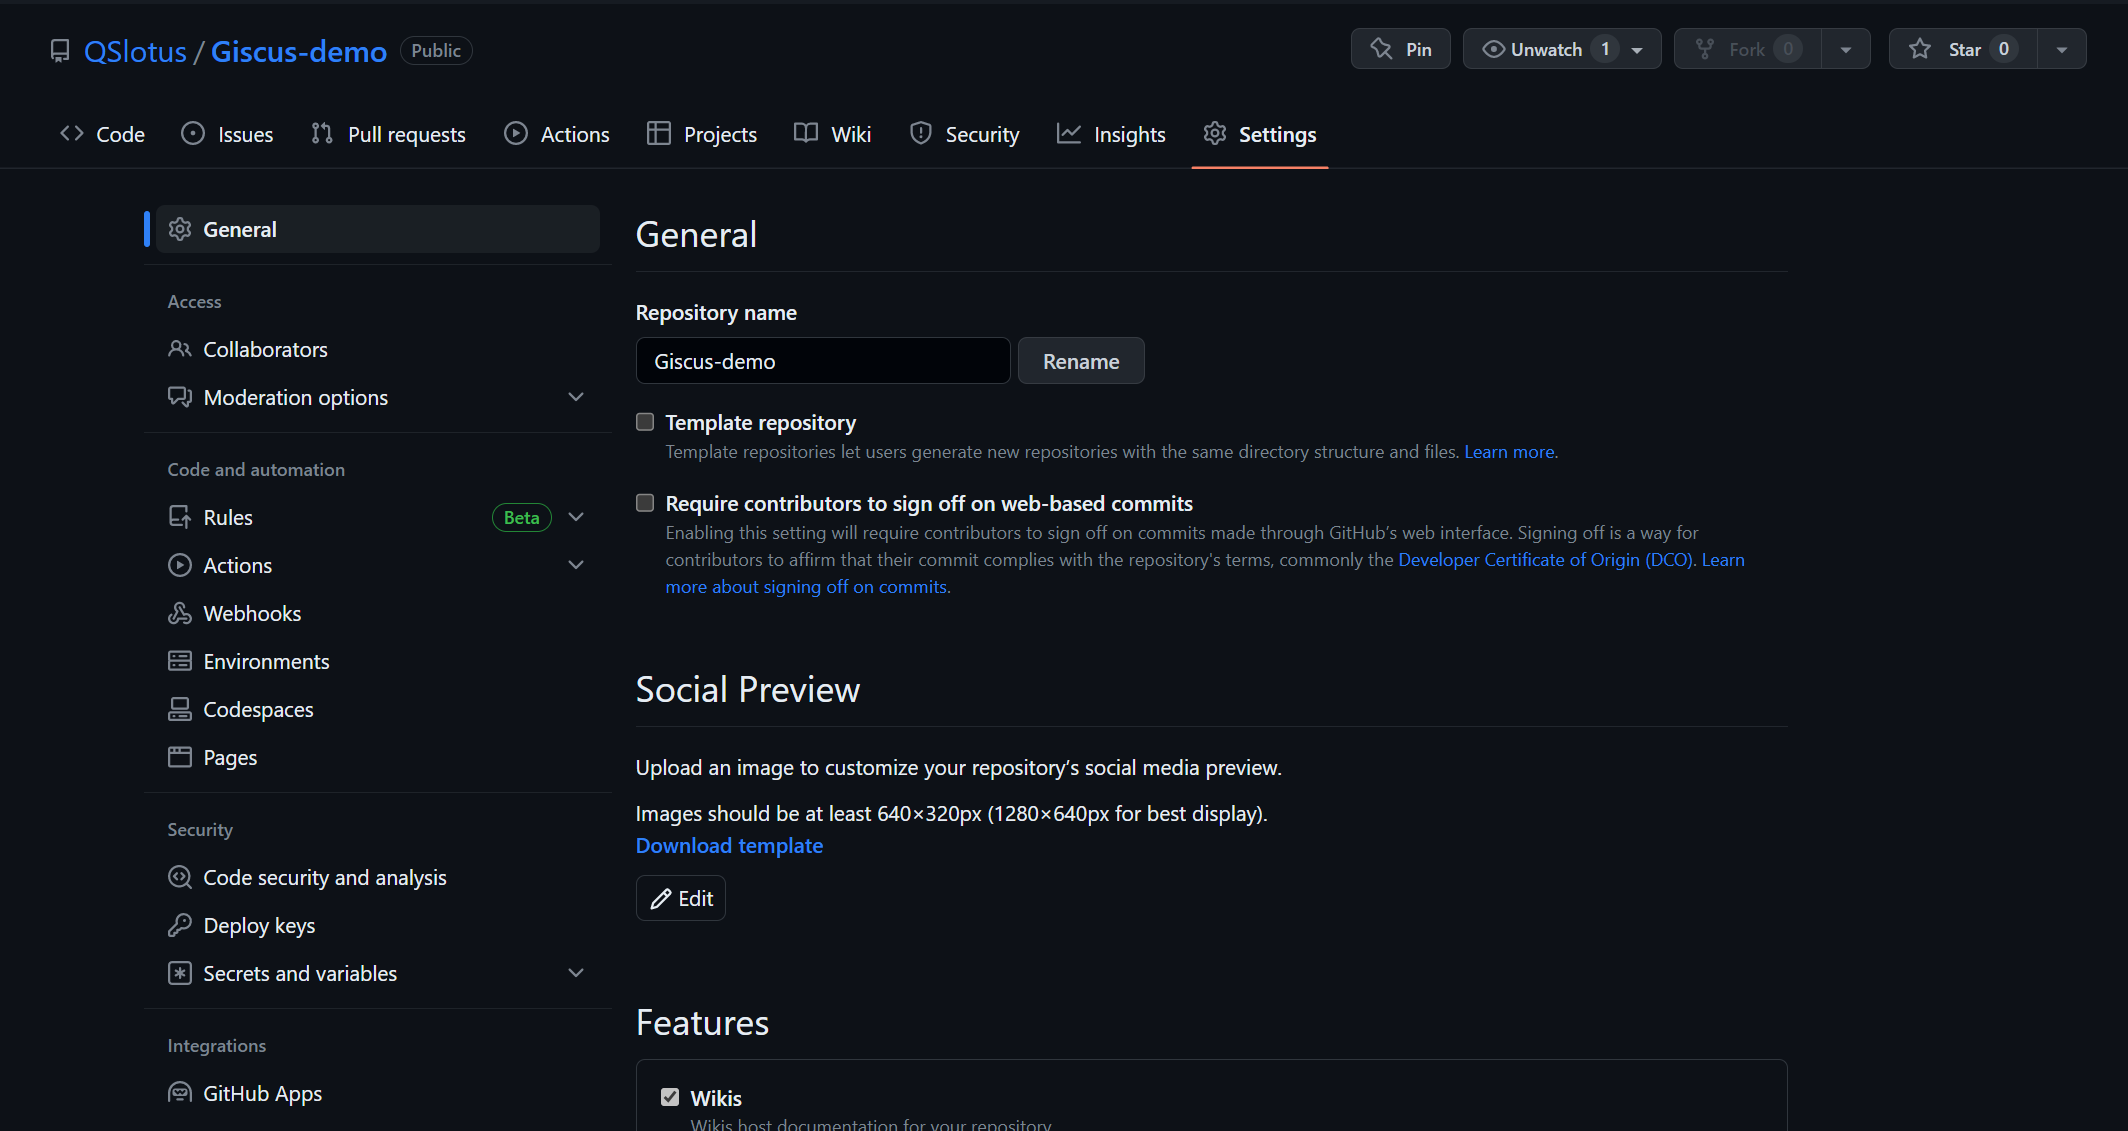 QSlotus / Giscus-demo Public
Pin
Unwatch 1
Fork 0
Star 0
Code
Issues
Pull requests
Actions
Projects
Wiki
Security
Insights
Settings
General
Access
Collaborators
Moderation options
Code and automation
Rules Beta
Actions
Webhooks
Environments
Codespaces
Pages
Security
Code security and analysis
Deploy keys
Secrets and variables
Integrations
GitHub Apps
General
Repository name
Giscus-demo
Rename
Template repository
Template repositories let users generate new repositories with the same directory structure and files. Learn more.
Require contributors to sign off on web-based commits
Enabling this setting will require contributors to sign off on commits made through GitHub’s web interface. Signing off is a way for
contributors to affirm that their commit complies with the repository's terms, commonly the Developer Certificate of Origin (DCO). Learn
more about signing off on commits.
Social Preview
Upload an image to customize your repository’s social media preview.
Images should be at least 640×320px (1280×640px for best display).
Download template
Edit
Features
Wikis
Wikis host documentation for your repository.